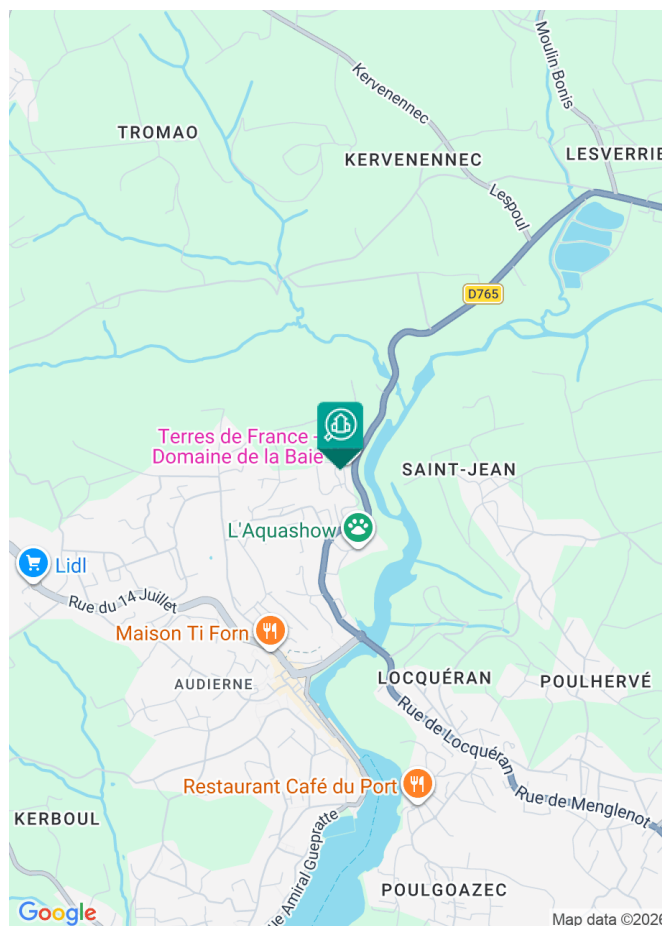 Moulin Bonis
Kervenennec
TROMAO
KERVENENNEC
LESVERRIE
Lespoul
D765
Terres de France -
Domaine de la Baie
SAINT-JEAN
L'Aquashow
Lidl
Rue du 14 Juillet
Maison Ti Forn
AUDIERNE
LOCQUÉRAN
POULHERVÉ
Rue de Locquéran
Restaurant Café du Port
Rue de Menglenot
KERBOUL
ue Amiral Guepratte
POULGOAZEC
Google
Map data ©2026